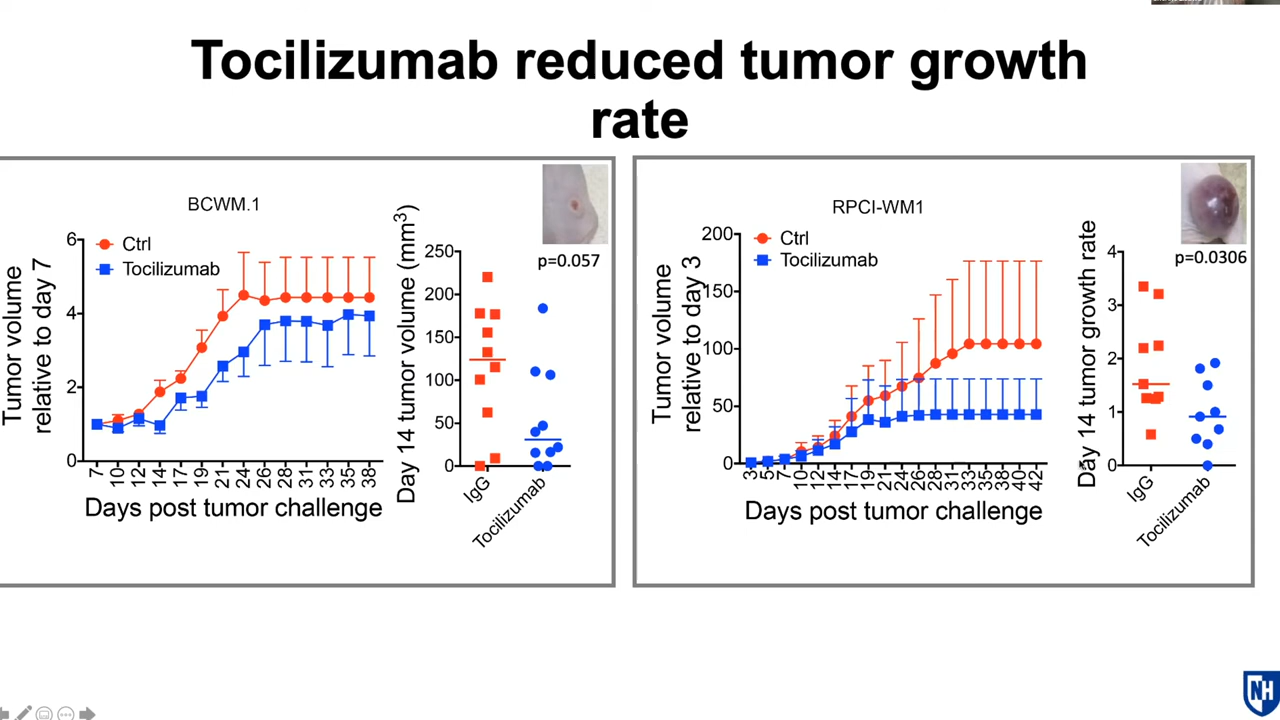 Tocilizumab reduced tumor growth
rate
BCWM.1
Ctrl
Tocilizumab
Tumor volume
relative to day 7
6
4
2
0
7 10 12 14 17 19 21 24 26 28 31 33 35 38
Days post tumor challenge
p=0.057
Day 14 tumor volume (mm3)
250
200
150
100
50
0
IgG
Tocilizumab
RPCI-WM1
Ctrl
Tocilizumab
Tumor volume
relative to day 3
200
150
100
50
0
3 5 7 10 12 14 17 19 21 24 26 28 31 33 35 38 40 42
Days post tumor challenge
p=0.0306
Day 14 tumor growth rate
4
3
2
1
0
IgG
Tocilizumab
NH